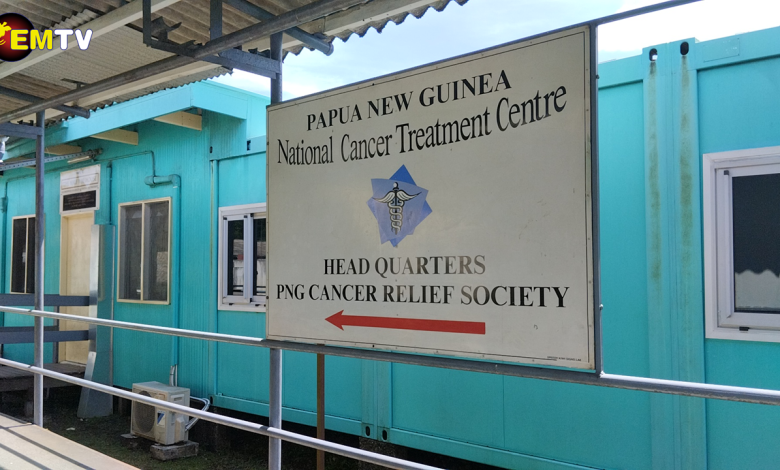 EMTV
PAPUA NEW GUINEA
National Cancer Treatment Centre
HEAD QUARTERS
PNG CANCER RELIEF SOCIETY